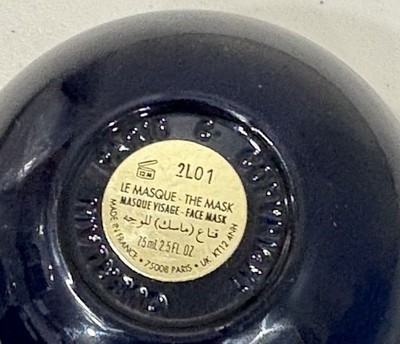 12 M 2L01
LE MASQUE - THE MASK
MASQUE VISAGE - FACE MASK
قناع (ماسك) للوجه
75 ml 2.5 FL. OZ
MADE IN FRANCE • 75008 PARIS • UK: KT12 4NH